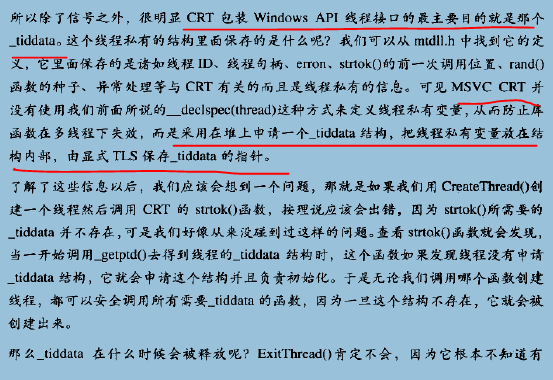 所以除了信号之外，很明显 CRT 包装 Windows API 线程接口的最主要目的就是那个
_tiddata。这个线程私有的结构里面保存的是什么呢？我们可以从 mtdll.h 中找到它的定
义，它里面保存的是诸如线程 ID、线程句柄、erron、strtok()的前一次调用位置、rand()
函数的种子、异常处理等与 CRT 有关的而且是线程私有的信息。可见 MSVC CRT 并
没有使用我们前面所说的__declspec(thread)这种方式来定义线程私有变量，从而防止库
函数在多线程下失效，而是采用在堆上申请一个_tiddata 结构，把线程私有变量放在结
构内部，由显式 TLS 保存_tiddata 的指针。
了解了这些信息以后，我们应该会想到一个问题，那就是如果我们用 CreateThread()创
建一个线程然后调用 CRT 的 strtok()函数，按理说应该会出错，因为 strtok()所需要的
_tiddata 并不存在，可是我们好像从来没碰到过这样的问题。查看 strtok()函数就会发现，
当一开始调用_getptd()去得到线程的_tiddata 结构时，这个函数如果发现线程没有申请
_tiddata 结构，它就会申请这个结构并且负责初始化。于是无论我们调用哪个函数创建
线程，都可以安全调用所有需要_tiddata 的函数，因为一旦这个结构不存在，它就会被
创建出来。
那么_tiddata 在什么时候会被释放呢？ExitThread()肯定不会，因为它根本不知道有